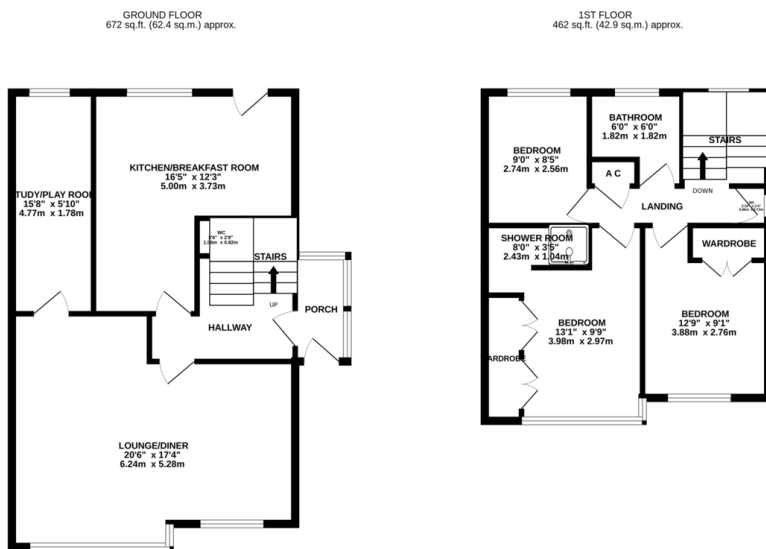 GROUND FLOOR
672 sq.ft. (62.4 sq.m.) approx.
KITCHEN/BREAKFAST ROOM
16'5" x 12'3"
5.00m x 3.73m
TUDY/PLAY ROOM
15'8" x 5'10"
4.77m x 1.78m
WC
STAIRS
UP
PORCH
HALLWAY
LOUNGE/DINER
20'6" x 17'4"
6.24m x 5.28m
1ST FLOOR
462 sq.ft. (42.9 sq.m.) approx.
BATHROOM
6'0" x 6'0"
1.82m x 1.82m
STAIRS
BEDROOM
9'0" x 8'5"
2.74m x 2.56m
A C
DOWN
LANDING
SHOWER ROOM
8'0" x 3'5"
2.43m x 1.04m
WARDROBE
BEDROOM
13'1" x 9'9"
3.98m x 2.97m
BEDROOM
12'9" x 9'1"
3.88m x 2.76m
ARDROBE